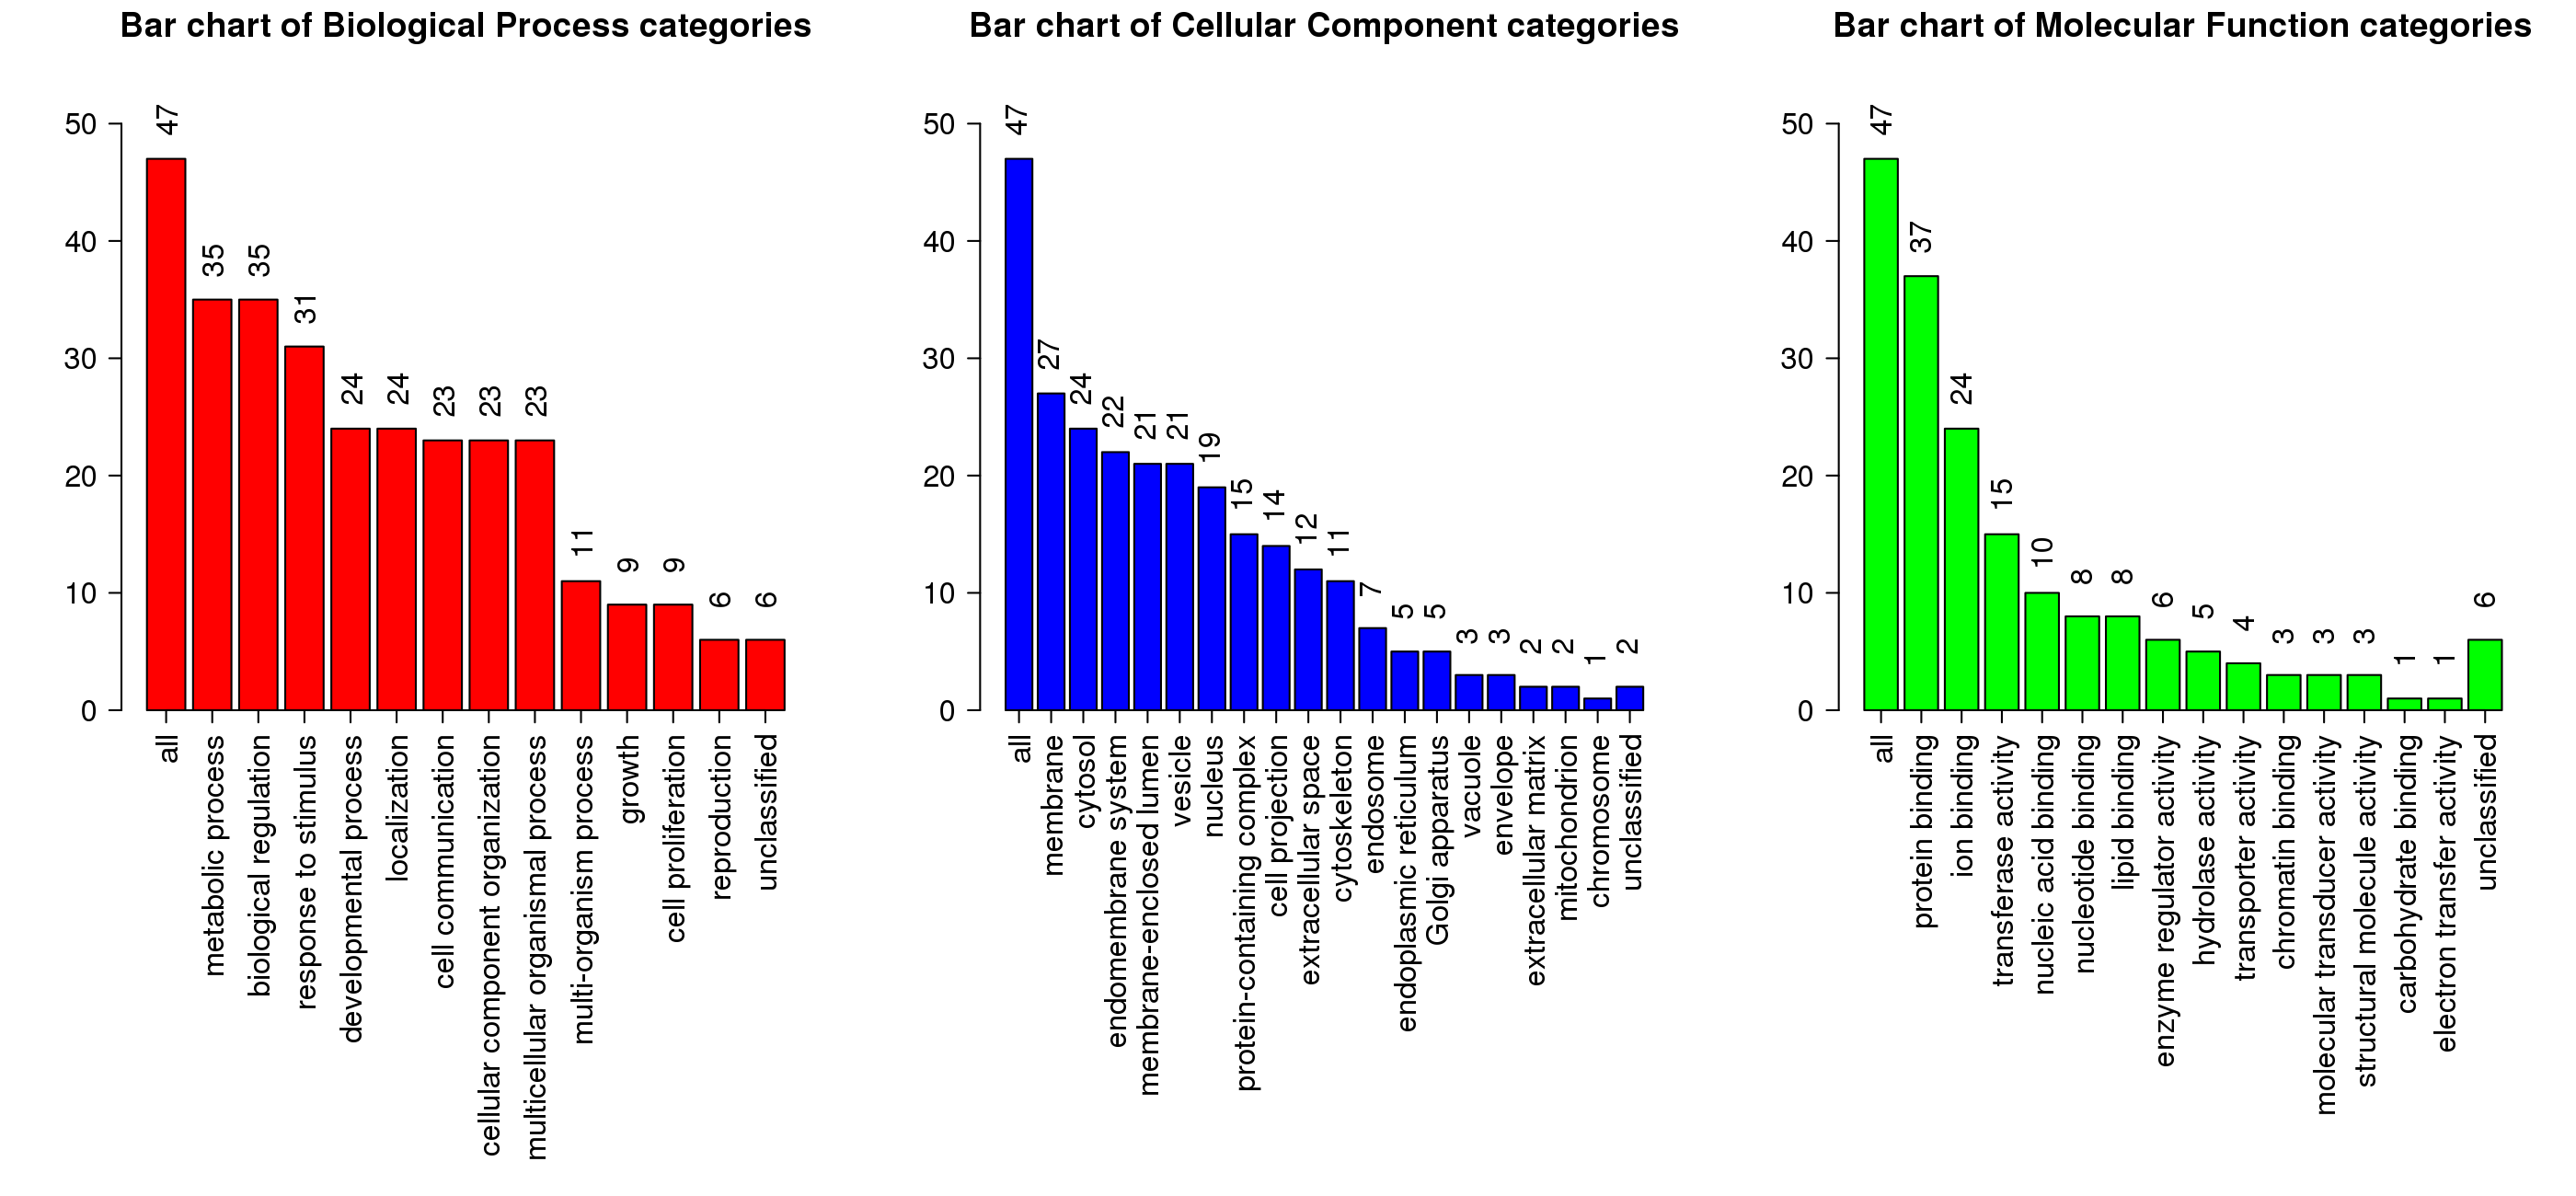 Bar chart of Biological Process categories
50
40
30
20
10
0
47
35
35
31
24
24
23
23
23
11
9
9
6
6
all
metabolic process
biological regulation
response to stimulus
developmental process
localization
cell communication
cellular component organization
multicellular organismal process
multi-organism process
growth
cell proliferation
reproduction
unclassified
Bar chart of Cellular Component categories
50
40
30
20
10
0
47
27
24
22
21
21
19
15
14
12
11
7
5
5
3
3
2
2
1
2
all
membrane
cytosol
endomembrane system
membrane-enclosed lumen
vesicle
nucleus
protein-containing complex
cell projection
extracellular space
cytoskeleton
endosome
endoplasmic reticulum
Golgi apparatus
vacuole
envelope
extracellular matrix
mitochondrion
chromosome
unclassified
Bar chart of Molecular Function categories
50
40
30
20
10
0
47
37
24
15
10
8
8
6
5
4
3
3
3
1
1
6
all
protein binding
ion binding
transferase activity
nucleic acid binding
nucleotide binding
lipid binding
enzyme regulator activity
hydrolase activity
transporter activity
chromatin binding
molecular transducer activity
structural molecule activity
carbohydrate binding
electron transfer activity
unclassified